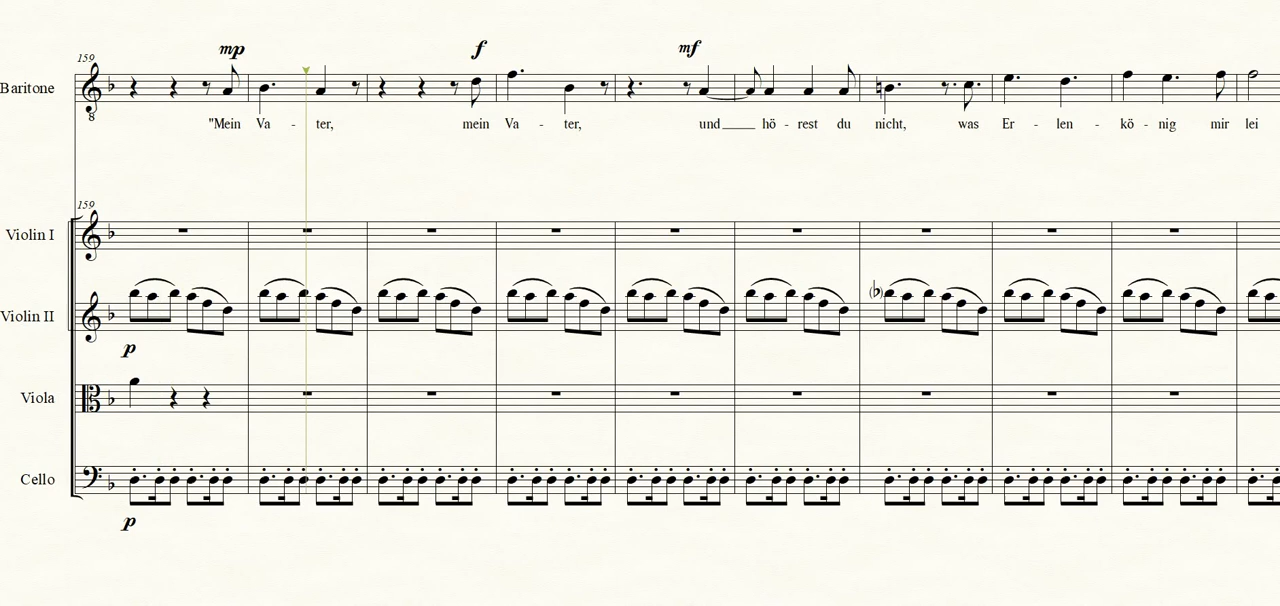 159
mp f mf
Baritone
8
"Mein Va - ter, mein Va - ter, und hö - rest du nicht, was Er - len - kö - nig mir lei
159
Violin I
Violin II
p
Viola
Cello
p